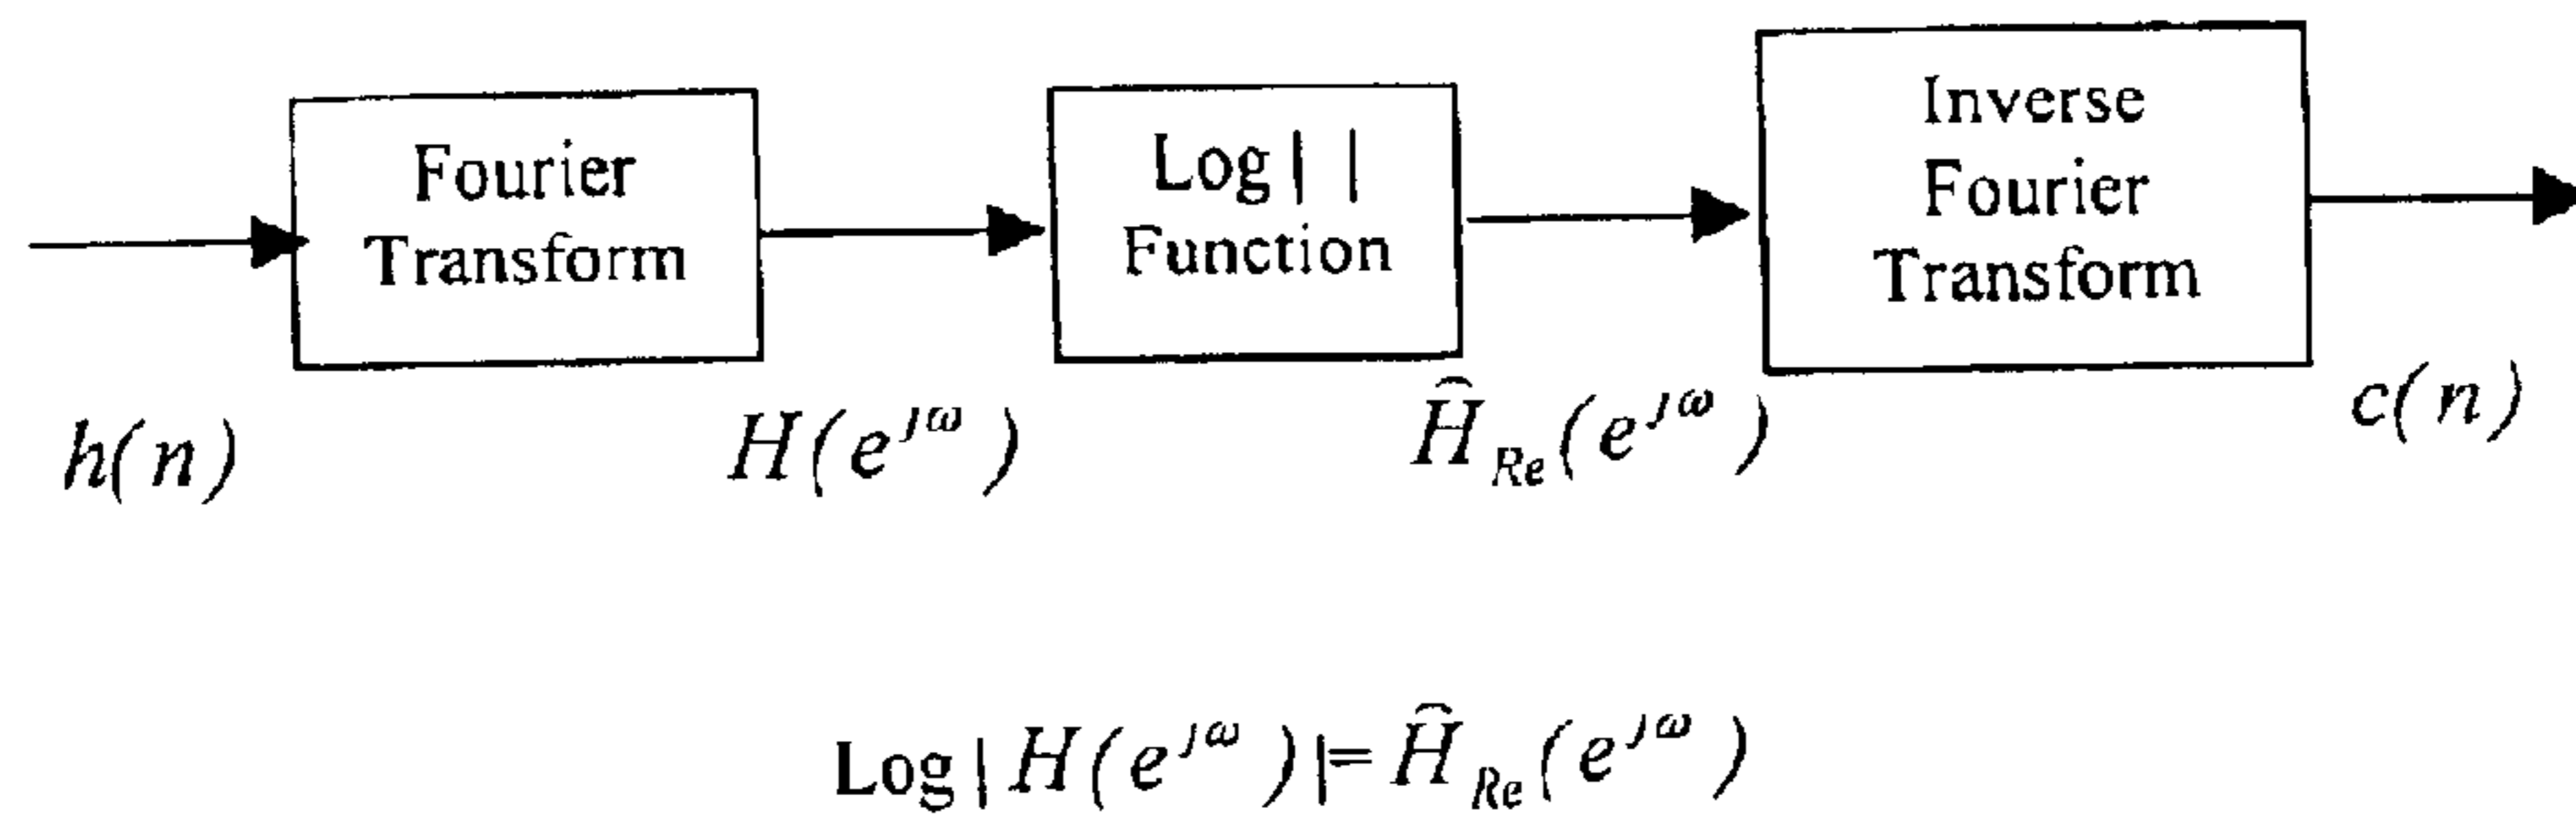 Fourier
Transform
Log | |
Function
Inverse
Fourier
Transform
h(n)
H(e^{jω})
Ĥ_{Re}(e^{jω})
c(n)
Log | H(e^{jω}) |= Ĥ_{Re}(e^{jω})